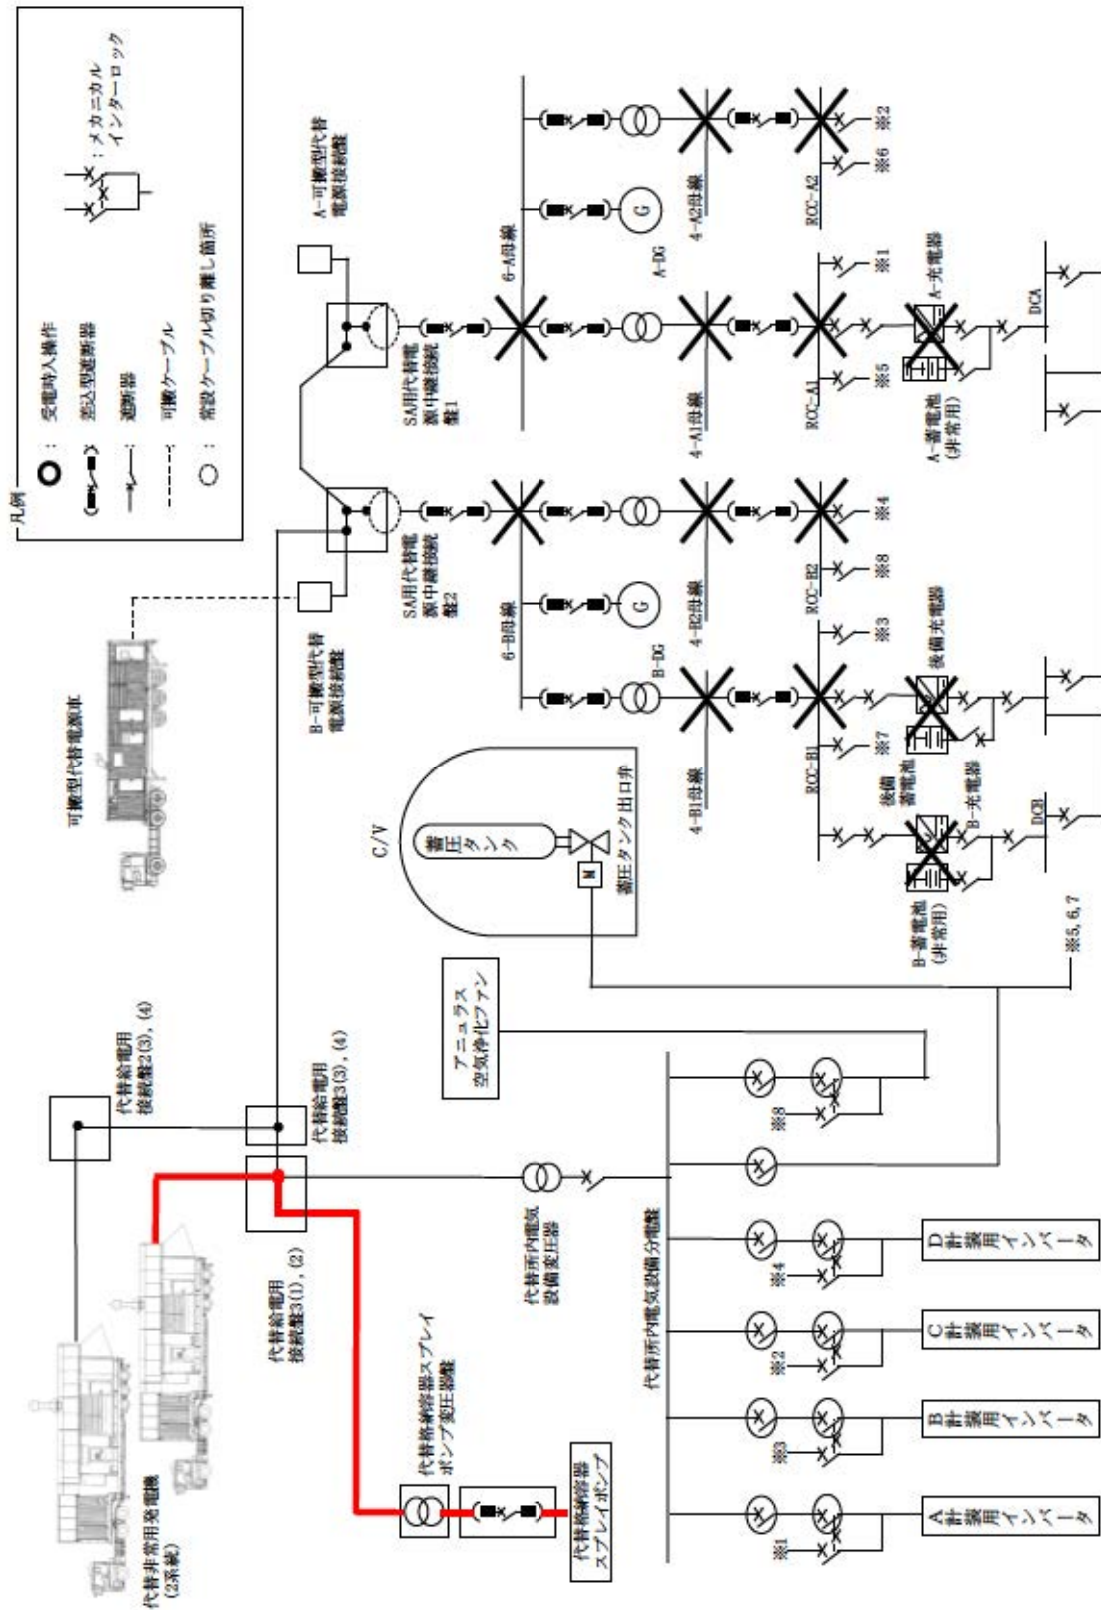 凡例
：受電時入操作
：差込型遮断器
：遮断器
：可搬ケーブル
：常設ケーブル切り離し箇所
：メカニカル
インターロック
代替非常用発電機
(2系統)
代替給電用
接続盤2(3), (4)
可搬型代替電源車
代替給電用
接続盤3(1), (2)
代替給電用
接続盤3(3), (4)
B-可搬型代替
電源接続盤
A-可搬型代替
電源接続盤
SA用代替電
源中継接続
盤2
SA用代替電
源中継接続
盤1
代替格納容器スプレイ
ポンプ変圧器盤
代替格納容器
スプレイポンプ
代替所内電気
設備変圧器
代替所内電気設備分電盤
アニュラス
空気浄化ファン
C/V
蓄圧
タンク
M
蓄圧タンク出口弁
6-B母線
6-A母線
B-DG
G
A-DG
G
4-B1母線
4-B2母線
4-A1母線
4-A2母線
RCC-B1
RCC-B2
RCC-A1
RCC-A2
※7
※3
※8
※4
※5
※1
※6
※2
B-蓄電池
(非常用)
B-充電器
後備
蓄電池
後備充電器
A-蓄電池
(非常用)
A-充電器
DCB
DCA
※5, 6, 7
※1
※3
※2
※4
※8
A
計装用インバータ
B
計装用インバータ
C
計装用インバータ
D
計装用インバータ